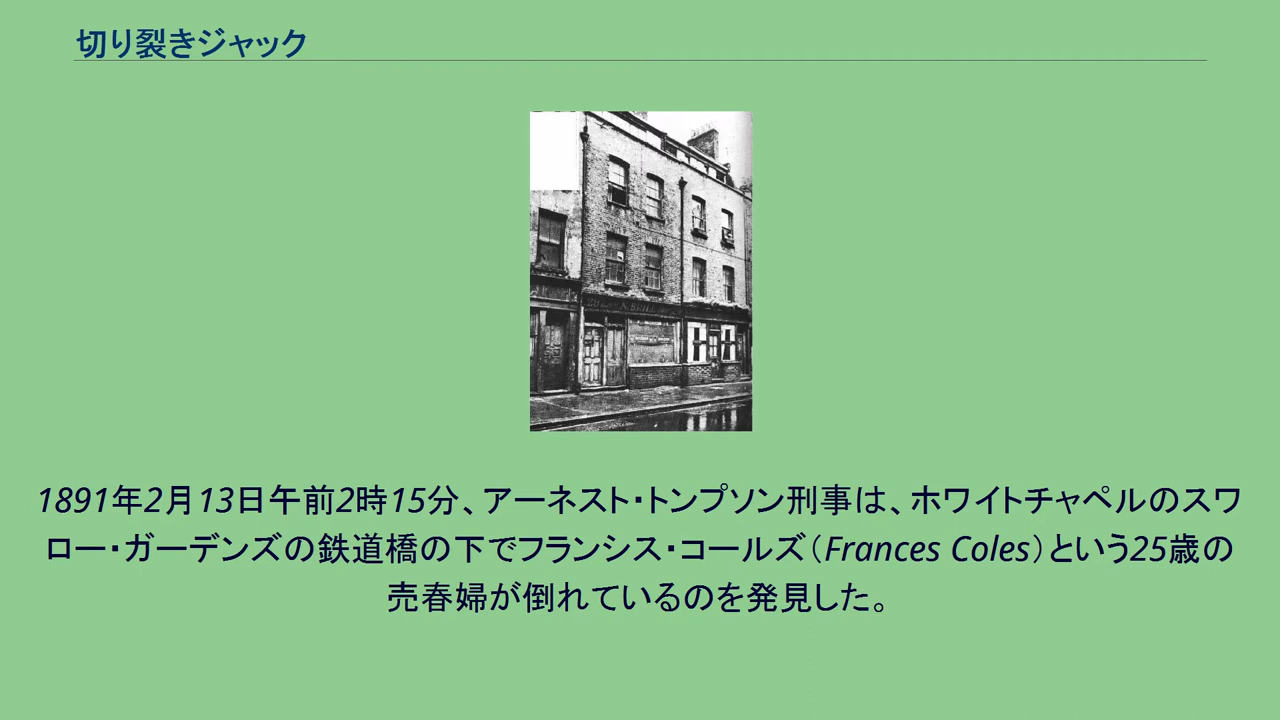 切り裂きジャック
1891年2月13日午前2時15分、アーネスト・トンプソン刑事は、ホワイトチャペルのスワ
ロー・ガーデンズの鉄道橋の下でフランシス・コールズ（Frances Coles）という25歳の
売春婦が倒れているのを発見した。